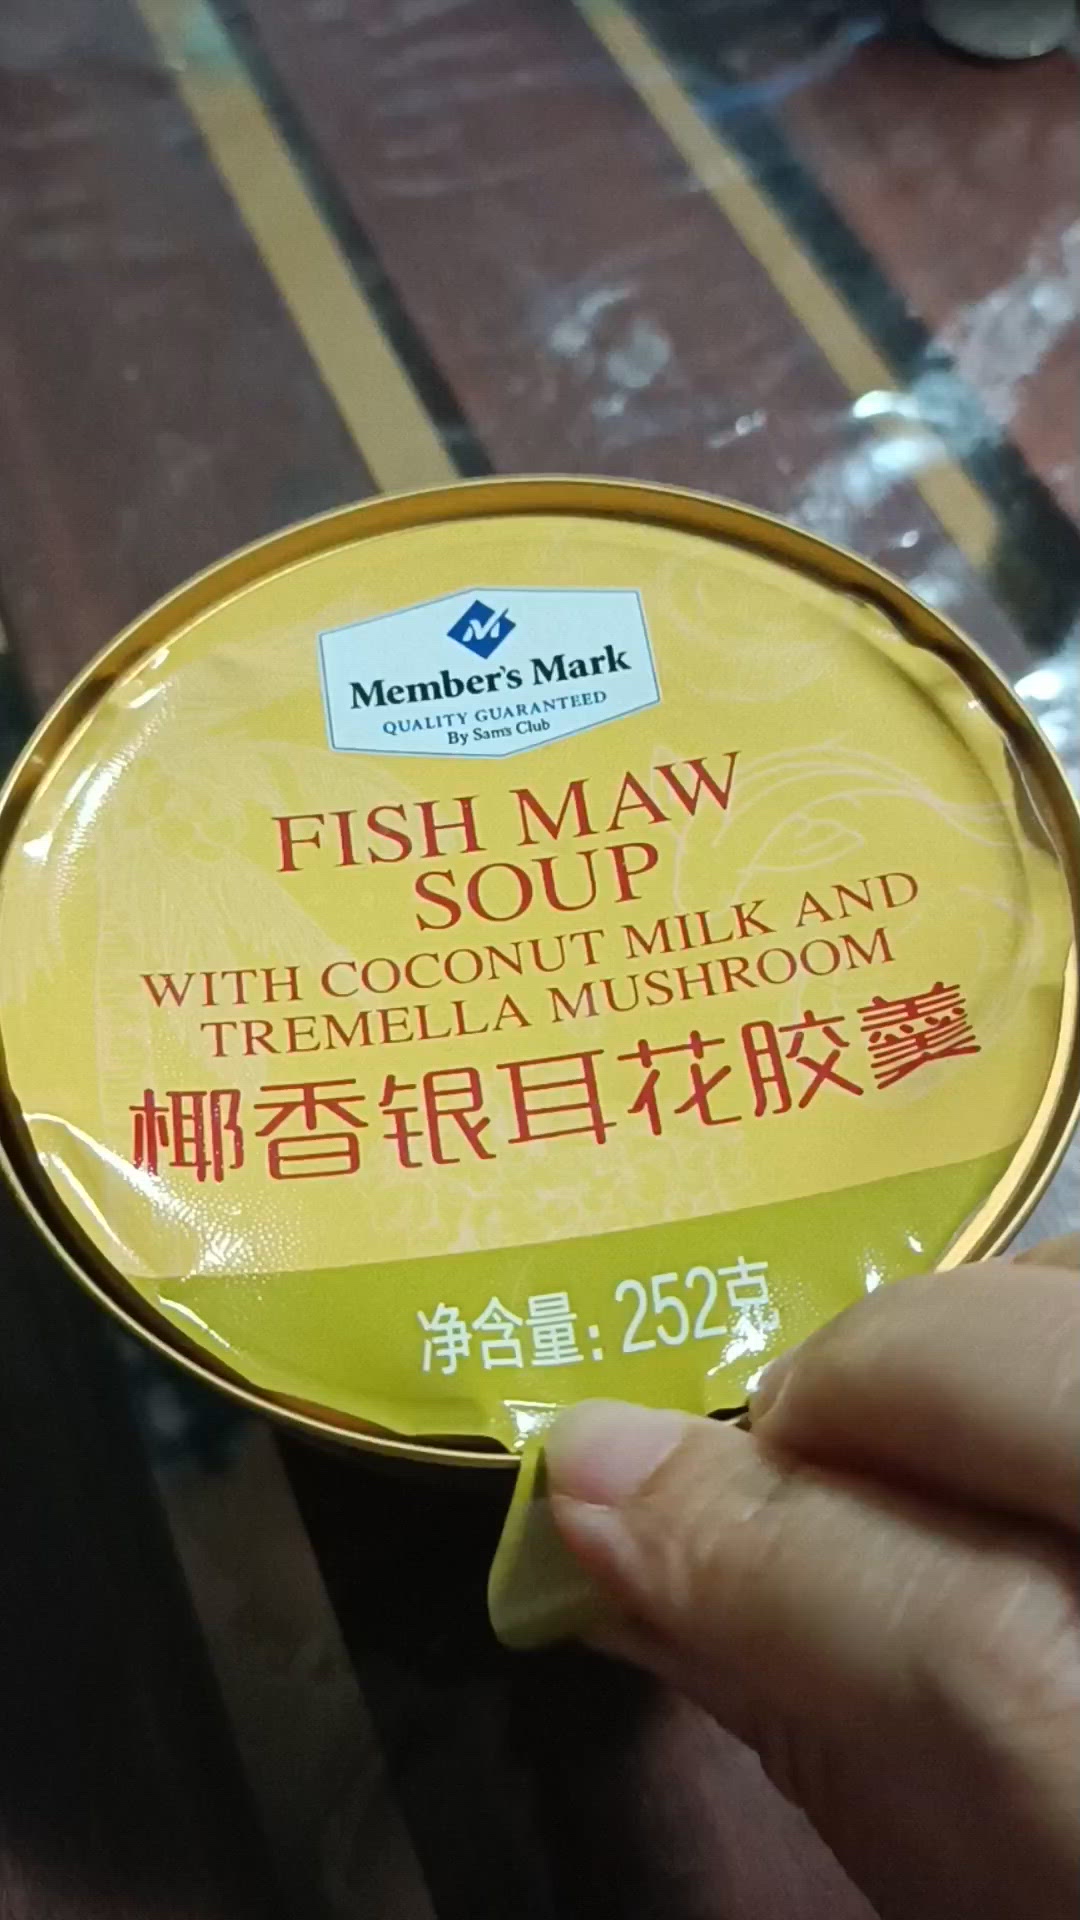 Member's Mark
QUALITY GUARANTEED
By Sam's Club
FISH MAW
SOUP
WITH COCONUT MILK AND
TREMELLA MUSHROOM
椰香银耳花胶羹
净含量: 252克